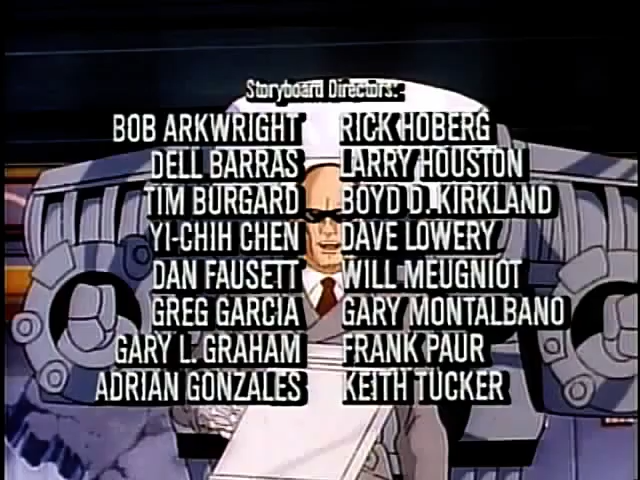 Storyboard Directors:
BOB ARKWRIGHT RICK HOBERG
DELL BARRAS LARRY HOUSTON
TIM BURGARD BOYD D. KIRKLAND
YI-CHIH CHEN DAVE LOWERY
DAN FAUSETT WILL MEUGNIOT
GREG GARCIA GARY MONTALBANO
GARY L. GRAHAM FRANK PAUR
ADRIAN GONZALES KEITH TUCKER